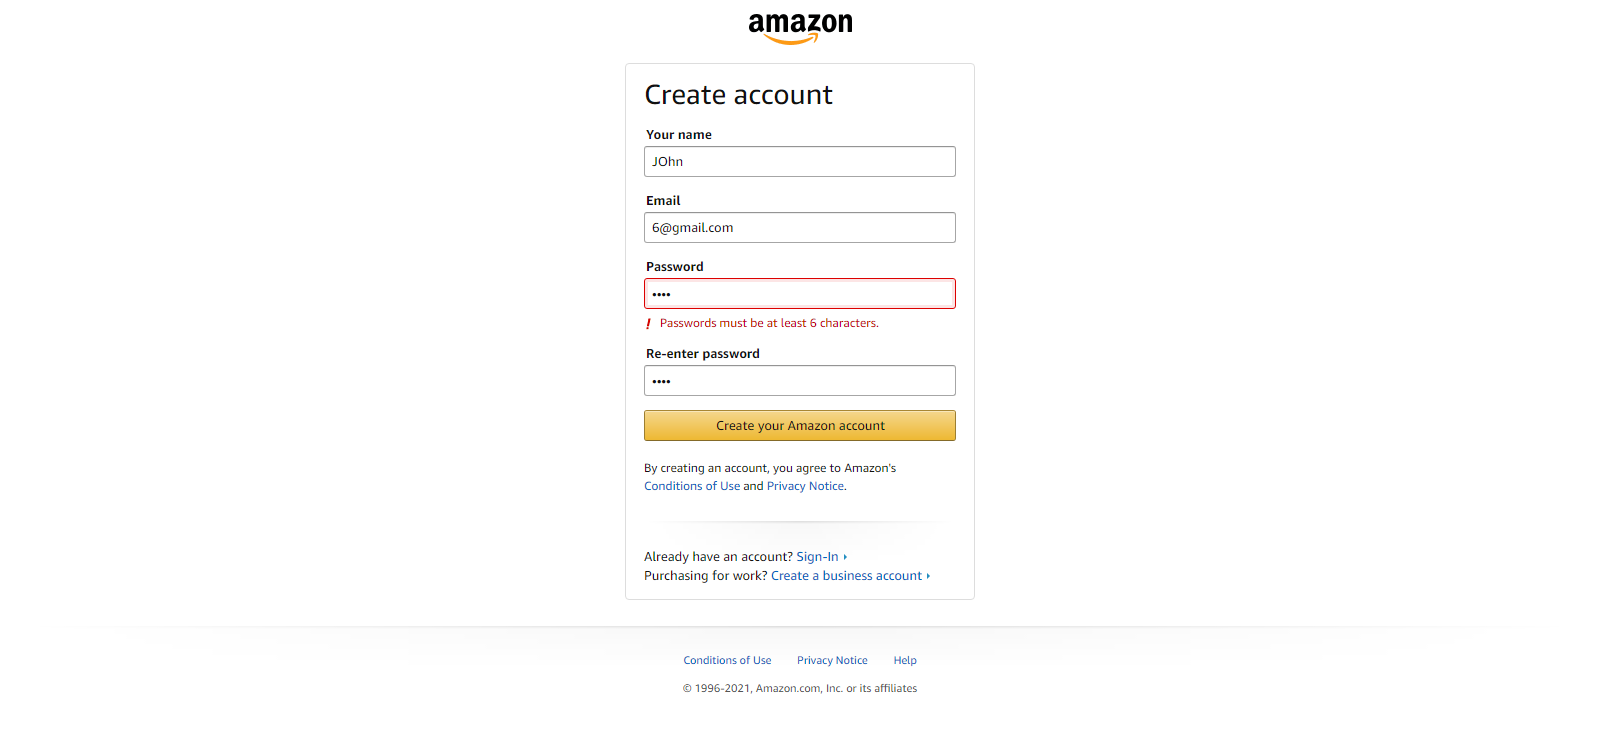 amazon
Create account
Your name
JOhn
Email
6@gmail.com
Password
••••
! Passwords must be at least 6 characters.
Re-enter password
••••
Create your Amazon account
By creating an account, you agree to Amazon's
Conditions of Use and Privacy Notice.
Already have an account? Sign-In
Purchasing for work? Create a business account
Conditions of Use Privacy Notice Help
© 1996-2021, Amazon.com, Inc. or its affiliates